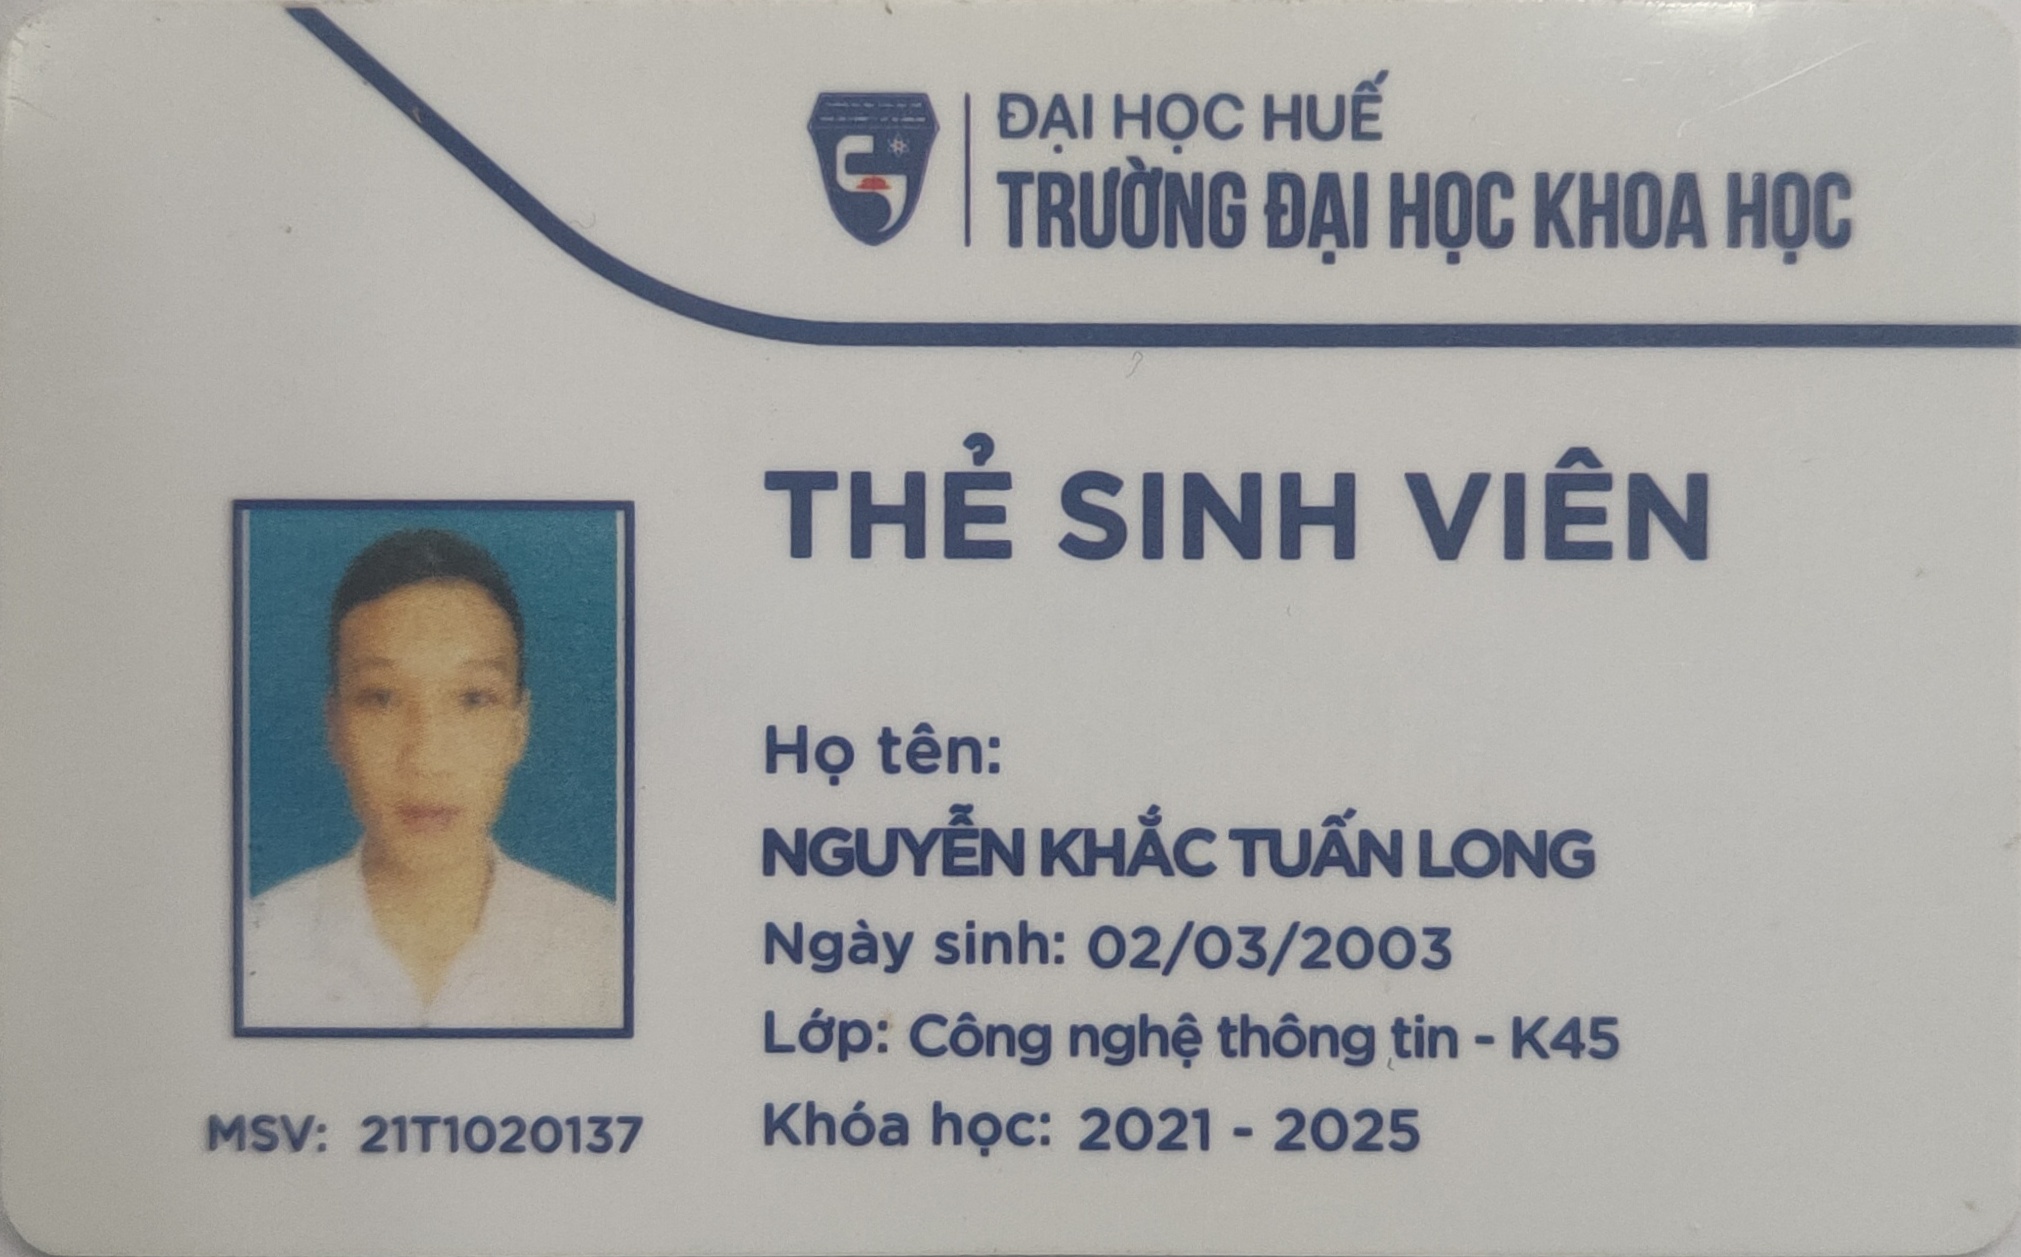 ĐẠI HỌC HUẾ
TRƯỜNG ĐẠI HỌC KHOA HỌC
THẺ SINH VIÊN
Họ tên:
NGUYỄN KHẮC TUẤN LONG
Ngày sinh: 02/03/2003
Lớp: Công nghệ thông tin - K45
Khóa học: 2021 - 2025
MSV: 21T1020137